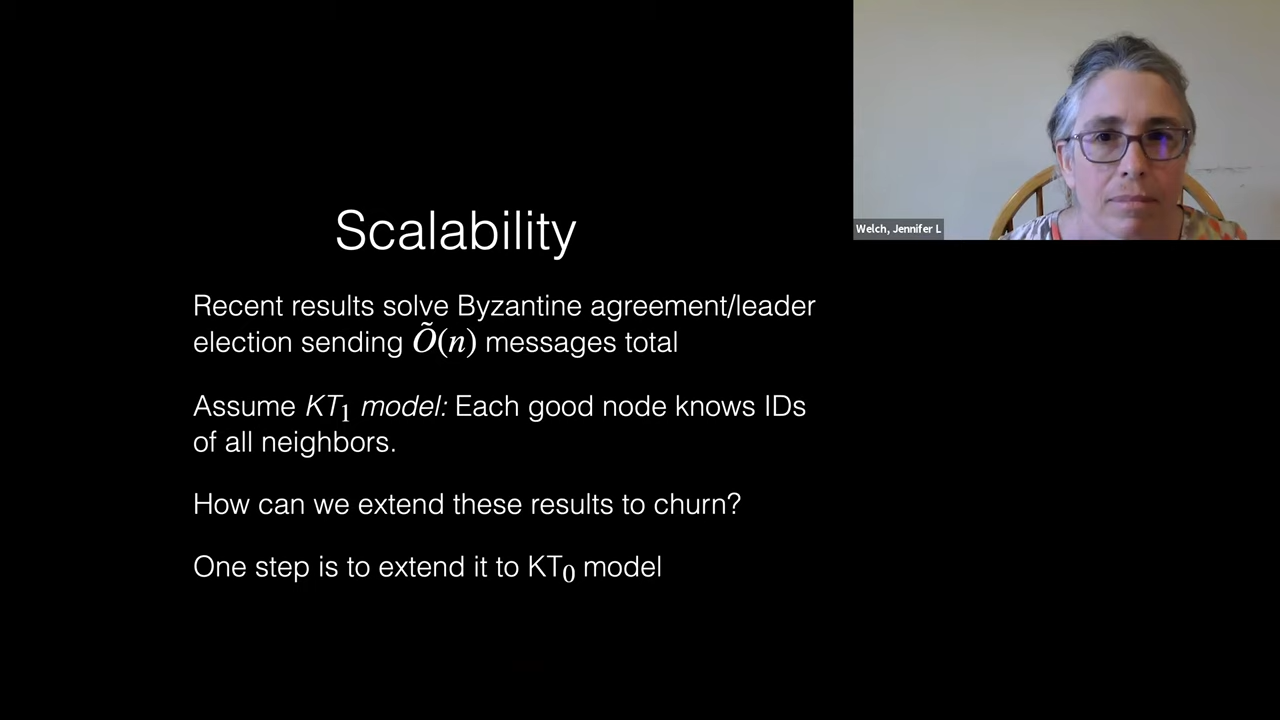 Welch, Jennifer L
Scalability
Recent results solve Byzantine agreement/leader
election sending Õ(n) messages total
Assume KT₁ model: Each good node knows IDs
of all neighbors.
How can we extend these results to churn?
One step is to extend it to KT₀ model